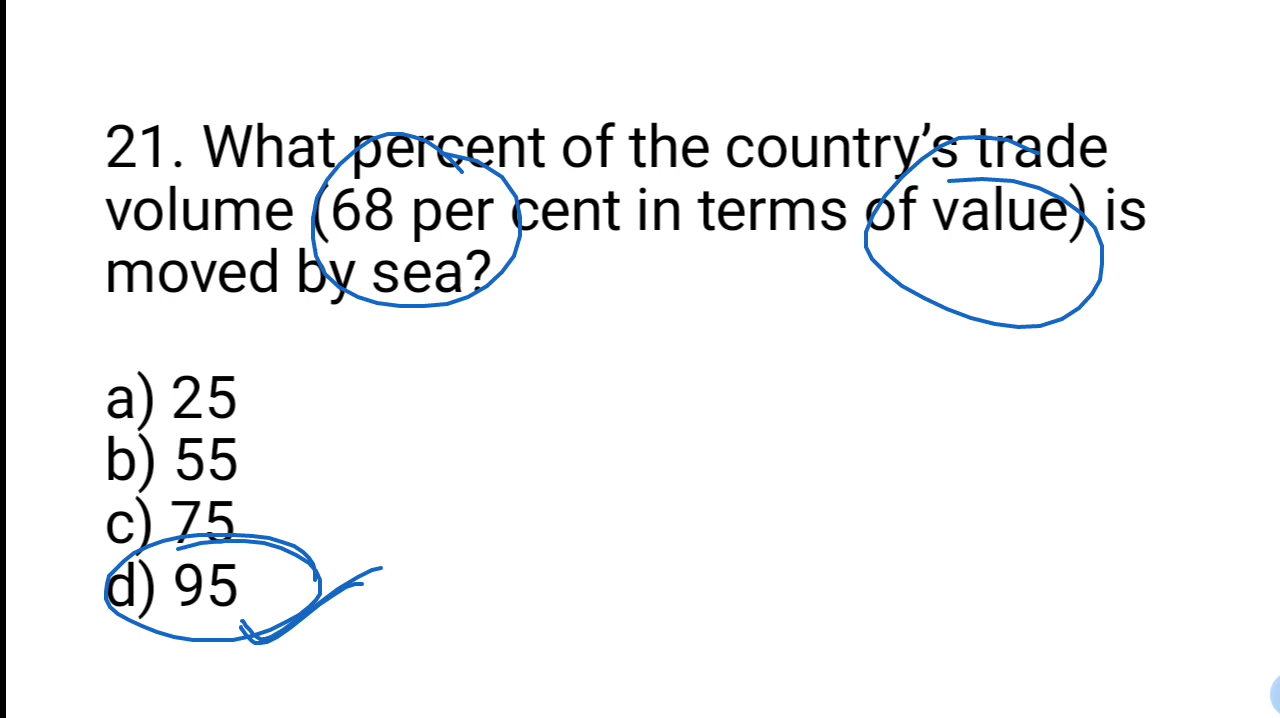 21. What percent of the country’s trade
volume (68 per cent in terms of value) is
moved by sea?
a) 25
b) 55
c) 75
d) 95